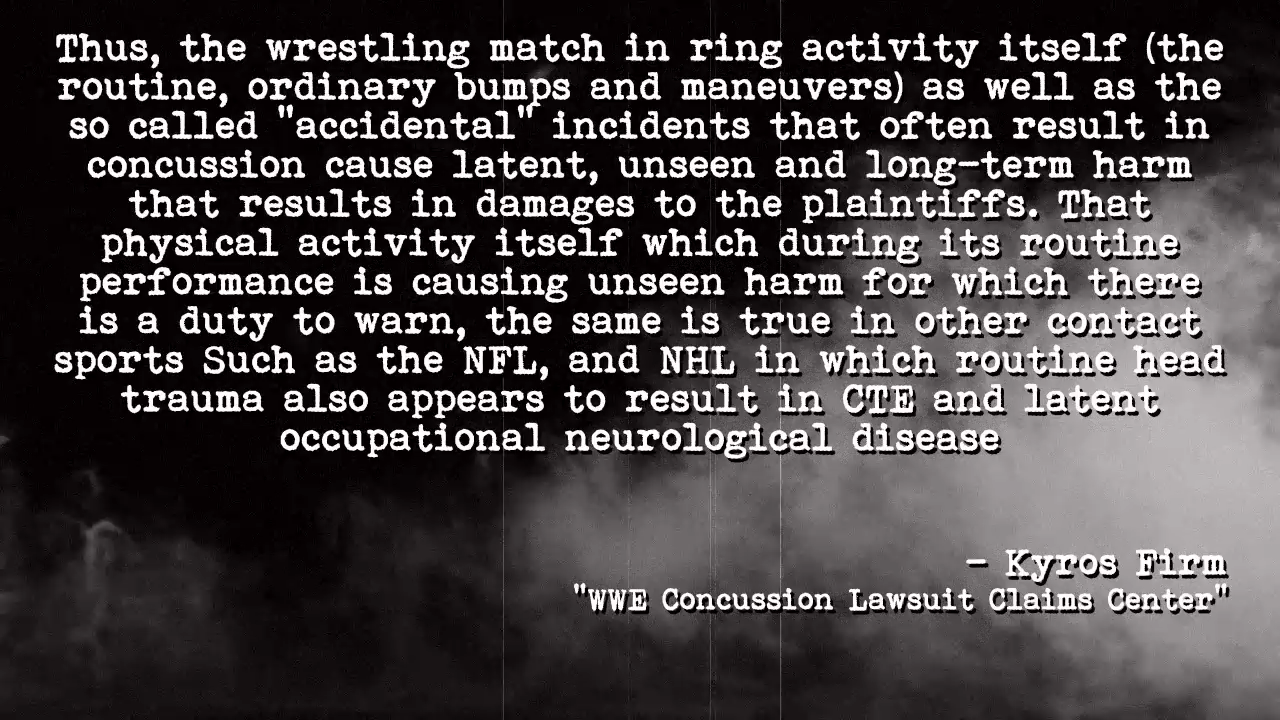 Thus, the wrestling match in ring activity itself (the
routine, ordinary bumps and maneuvers) as well as the
so called "accidental" incidents that often result in
concussion cause latent, unseen and long-term harm
that results in damages to the plaintiffs. That
physical activity itself which during its routine
performance is causing unseen harm for which there
is a duty to warn, the same is true in other contact
sports Such as the NFL, and NHL in which routine head
trauma also appears to result in CTE and latent
occupational neurological disease
- Kyros Firm
"WWE Concussion Lawsuit Claims Center"